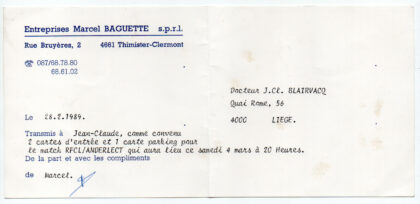 Entreprises Marcel BAGUETTE s.p.r.l.
Rue Bruyères, 2 4661 Thimister-Clermont
☎ 087/68.78.80
68.61.02
Docteur J.Cl. BLAIRVACQ
Quai Rome, 56
4000 LIEGE.
Le 28.2.1989.
Transmis à Jean-Claude, comme convenu
2 cartes d'entrée et 1 carte parking pour
le match RFCL/ANDERLECT qui aura lieu ce samedi 4 mars à 20 Heures.
De la part et avec les compliments
de Marcel.